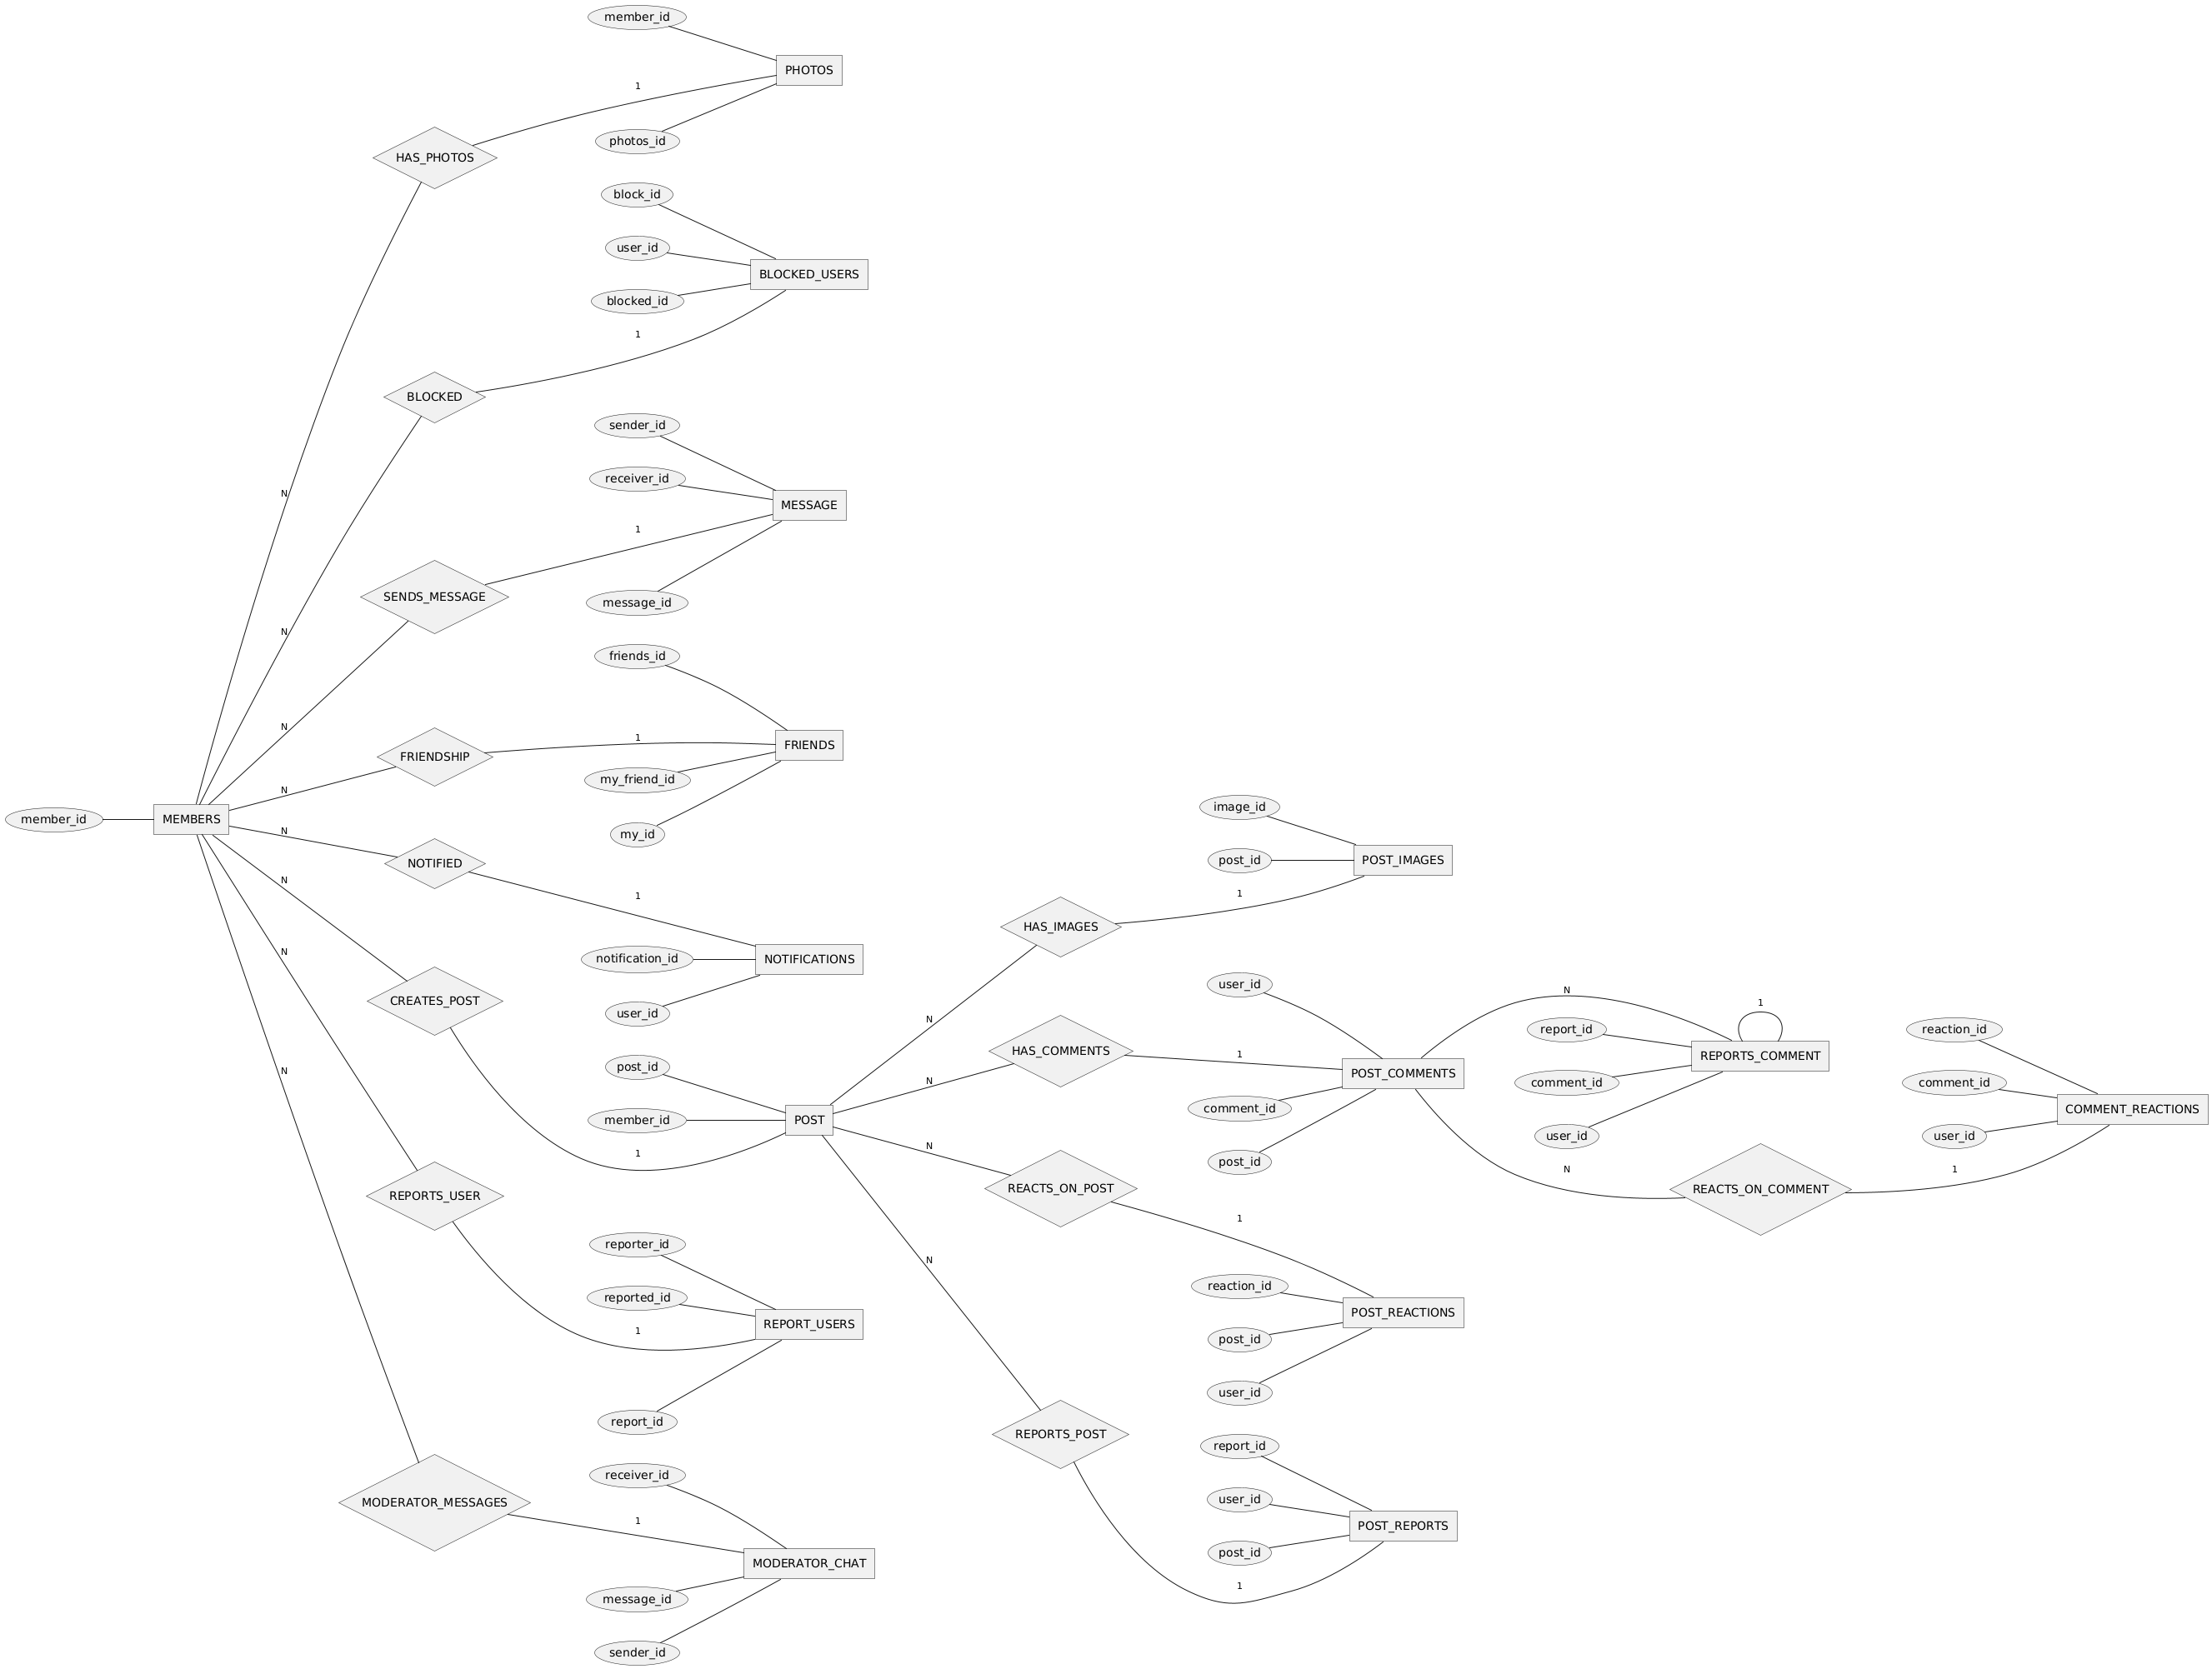 member_id
PHOTOS
1
HAS_PHOTOS
photos_id
block_id
user_id
BLOCKED_USERS
blocked_id
1
BLOCKED
sender_id
receiver_id
N
MESSAGE
1
SENDS_MESSAGE
message_id
N
friends_id
N
1
FRIENDS
FRIENDSHIP
my_friend_id
N
member_id
MEMBERS
my_id
N
NOTIFIED
N
1
notification_id
NOTIFICATIONS
N
CREATES_POST
user_id
post_id
N
member_id
POST
1
REPORTS_USER
reporter_id
reported_id
REPORT_USERS
1
report_id
receiver_id
MODERATOR_MESSAGES
1
MODERATOR_CHAT
message_id
sender_id
image_id
post_id
POST_IMAGES
1
HAS_IMAGES
N
user_id
HAS_COMMENTS
1
N
POST_COMMENTS
comment_id
N
post_id
REACTS_ON_POST
1
N
reaction_id
POST_REACTIONS
post_id
user_id
REPORTS_POST
report_id
user_id
POST_REPORTS
post_id
1
N
1
report_id
REPORTS_COMMENT
comment_id
user_id
N
REACTS_ON_COMMENT
1
reaction_id
comment_id
COMMENT_REACTIONS
user_id